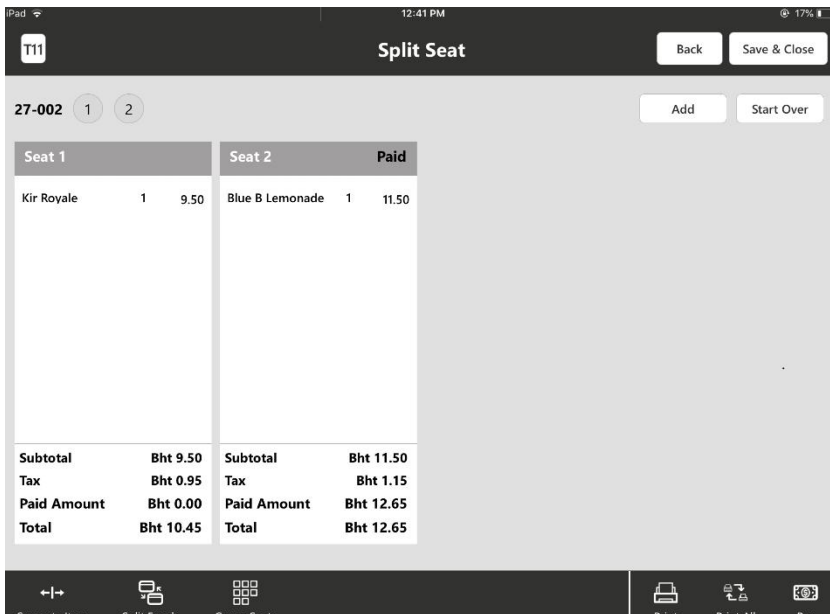 iPad 12:41 PM 17%
T11 Split Seat Back Save & Close
27-002 1 2 Add Start Over
Seat 1 Seat 2 Paid
Kir Royale 1 9.50 Blue B Lemonade 1 11.50
Subtotal Bht 9.50 Subtotal Bht 11.50
Tax Bht 0.95 Tax Bht 1.15
Paid Amount Bht 0.00 Paid Amount Bht 12.65
Total Bht 10.45 Total Bht 12.65